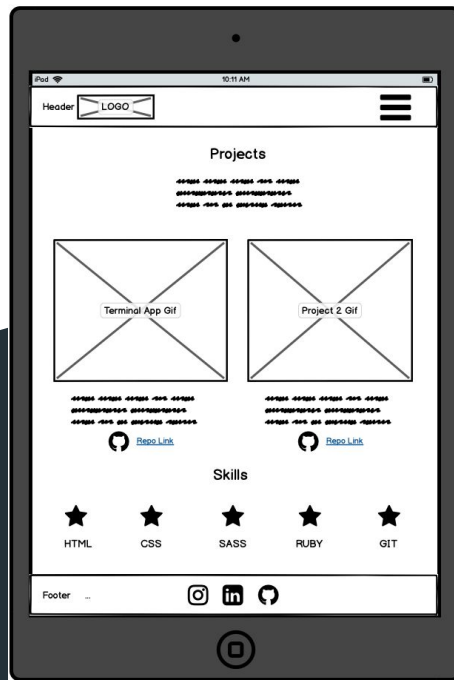 iPad 10:11 AM
Header LOGO
Projects
Terminal App Gif Project 2 Gif
Repo Link Repo Link
Skills
HTML CSS SASS RUBY GIT
Footer ... in